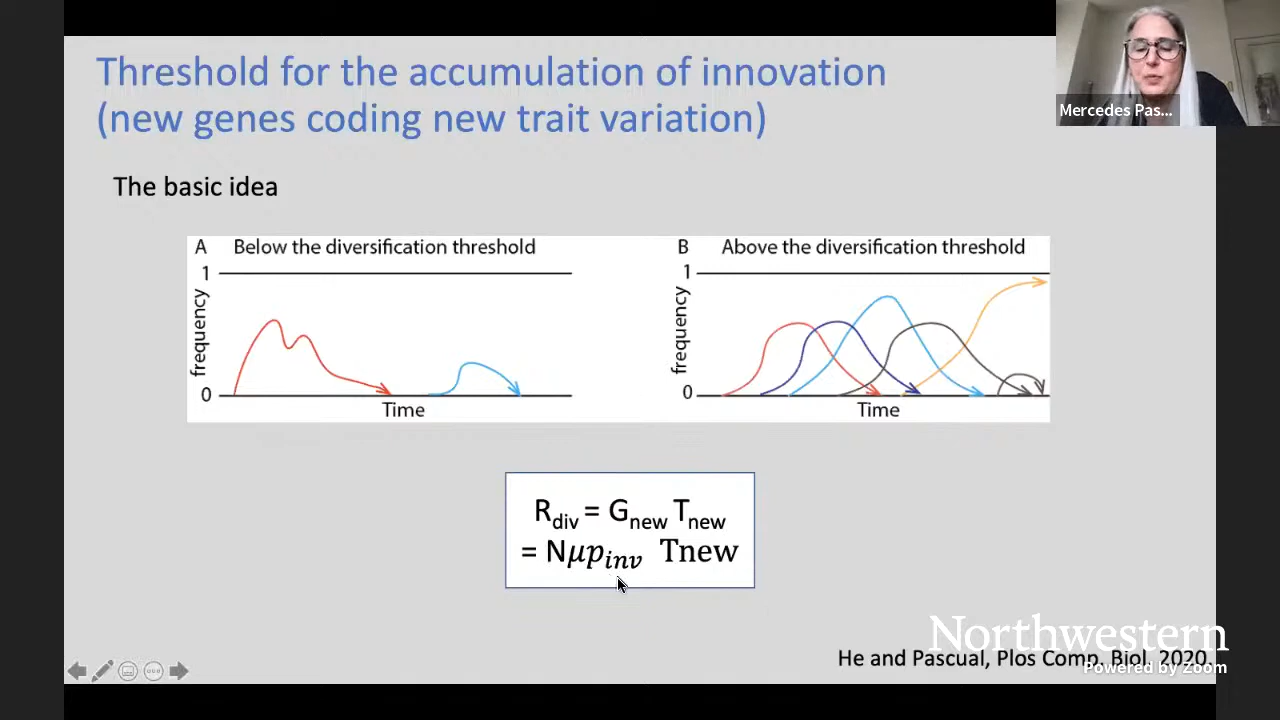 Threshold for the accumulation of innovation
(new genes coding new trait variation)
Mercedes Pas...
The basic idea
A Below the diversification threshold
1
frequency
0
Time
B Above the diversification threshold
1
frequency
0
Time
R_div = G_new T_new
= Nμp_inv Tnew
Northwestern
He and Pascual, Plos Comp. Biol. 2020.
Powered by Zoom